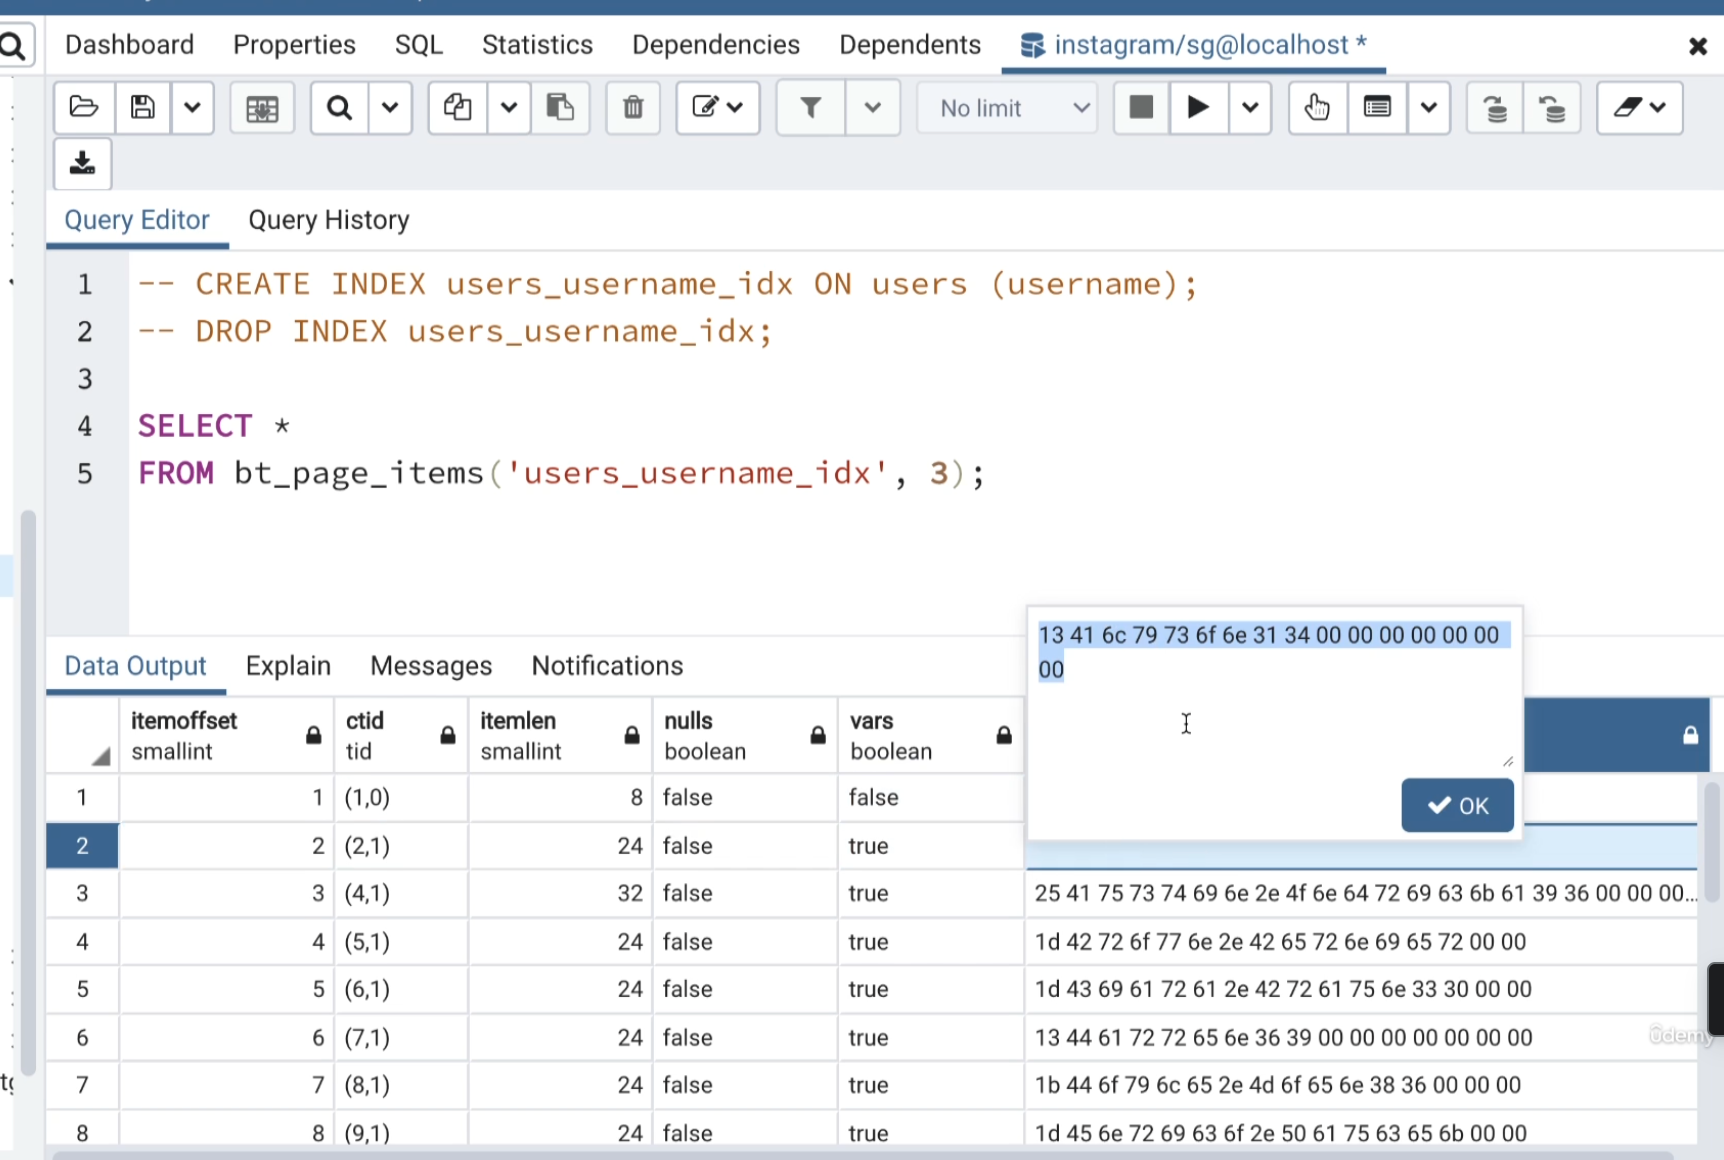 Dashboard Properties SQL Statistics Dependencies Dependents instagram/sg@localhost *
No limit
Query Editor Query History
1 -- CREATE INDEX users_username_idx ON users (username);
2 -- DROP INDEX users_username_idx;
3
4 SELECT *
5 FROM bt_page_items('users_username_idx', 3);
13 41 6c 79 73 6f 6e 31 34 00 00 00 00 00 00
00
OK
Data Output Explain Messages Notifications
itemoffset ctid itemlen nulls vars
smallint tid smallint boolean boolean
1 1 (1,0) 8 false false
2 2 (2,1) 24 false true
3 3 (4,1) 32 false true 25 41 75 73 74 69 6e 2e 4f 6e 64 72 69 63 6b 61 39 36 00 00 00...
4 4 (5,1) 24 false true 1d 42 72 6f 77 6e 2e 42 65 72 6e 69 65 72 00 00
5 5 (6,1) 24 false true 1d 43 69 61 72 61 2e 42 72 61 75 6e 33 30 00 00
6 6 (7,1) 24 false true 13 44 61 72 72 65 6e 36 39 00 00 00 00 00 00 00
7 7 (8,1) 24 false true 1b 44 6f 79 6c 65 2e 4d 6f 65 6e 38 36 00 00 00
8 8 (9,1) 24 false true 1d 45 6e 72 69 63 6f 2e 50 61 75 63 65 6b 00 00
ûdemy